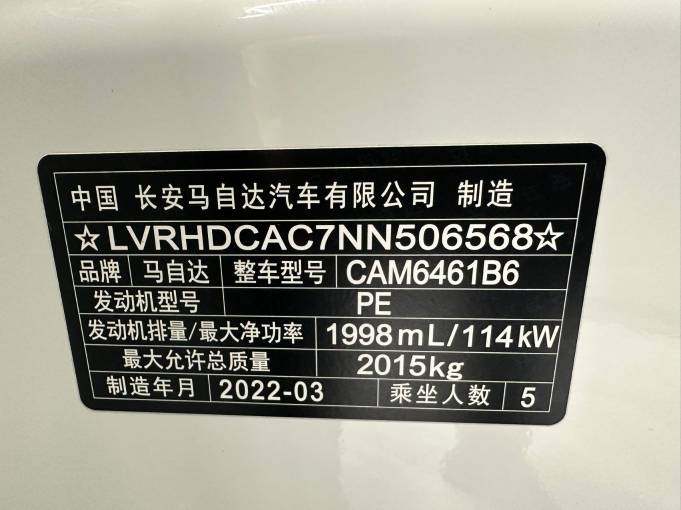 中国 长安马自达汽车有限公司 制造
☆LVRHDCAC7NN506568☆
品牌 马自达 整车型号 CAM6461B6
发动机型号 PE
发动机排量/最大净功率 1998mL/114kW
最大允许总质量 2015kg
制造年月 2022-03 乘坐人数 5